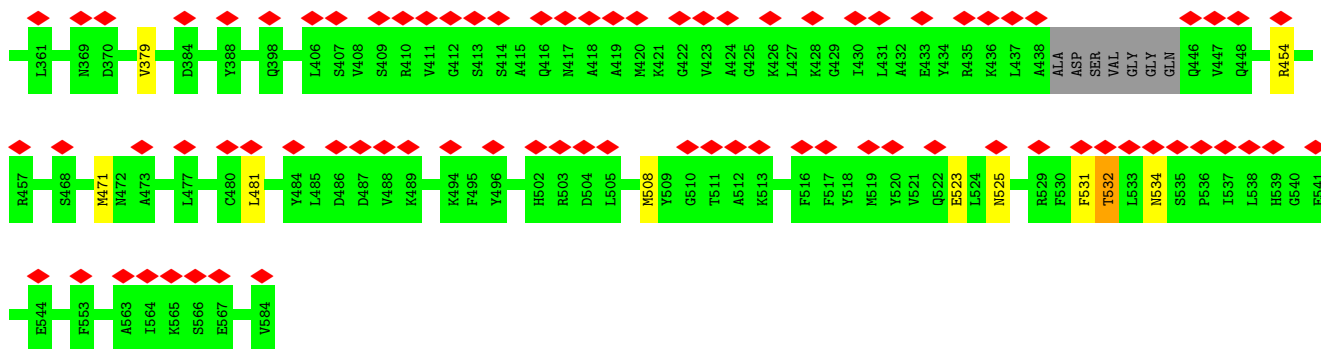 L361 N369 D370 V379 D384 Y388 Q398 L406 S407 V408 S409 R410 V411 G412 S413 S414 A415 Q416 N417 A418 A419 M420 K421 G422 V423 A424 G425 K426 L427 K428 G429 I430 L431 A432 E433 Y434 R435 K436 L437 A438 ALA ASP SER VAL GLY GLY GLN Q446 V447 Q448 R454
R457 S468 M471 N472 A473 L477 C480 L481 Y484 L485 D486 D487 V488 K489 K494 F495 Y496 H502 R503 D504 L505 M508 Y509 G510 T511 A512 K513 F516 F517 Y518 M519 Y520 V521 Q522 E523 L524 N525 R529 F530 F531 T532 L533 N534 S535 P536 I537 L538 H539 G540
E544 F553 A563 I564 K565 S566 E567 V584